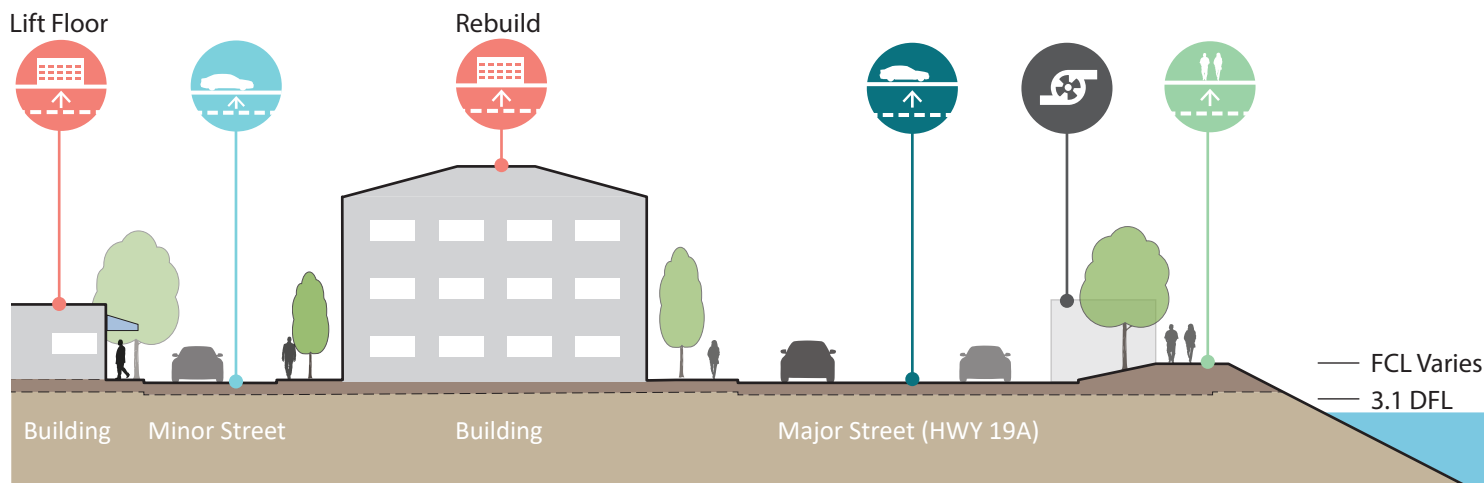 Lift Floor
Rebuild
FCL Varies
3.1 DFL
Building
Minor Street
Building
Major Street (HWY 19A)